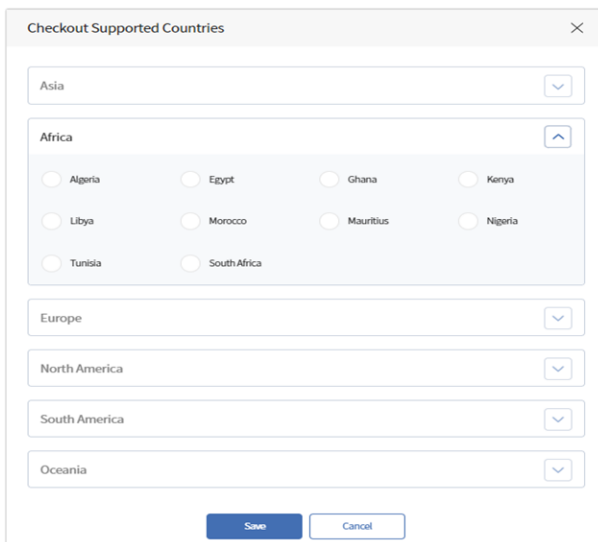 Checkout Supported Countries
Asia
Africa
Algeria Egypt Ghana Kenya
Libya Morocco Mauritius Nigeria
Tunisia South Africa
Europe
North America
South America
Oceania
Save Cancel